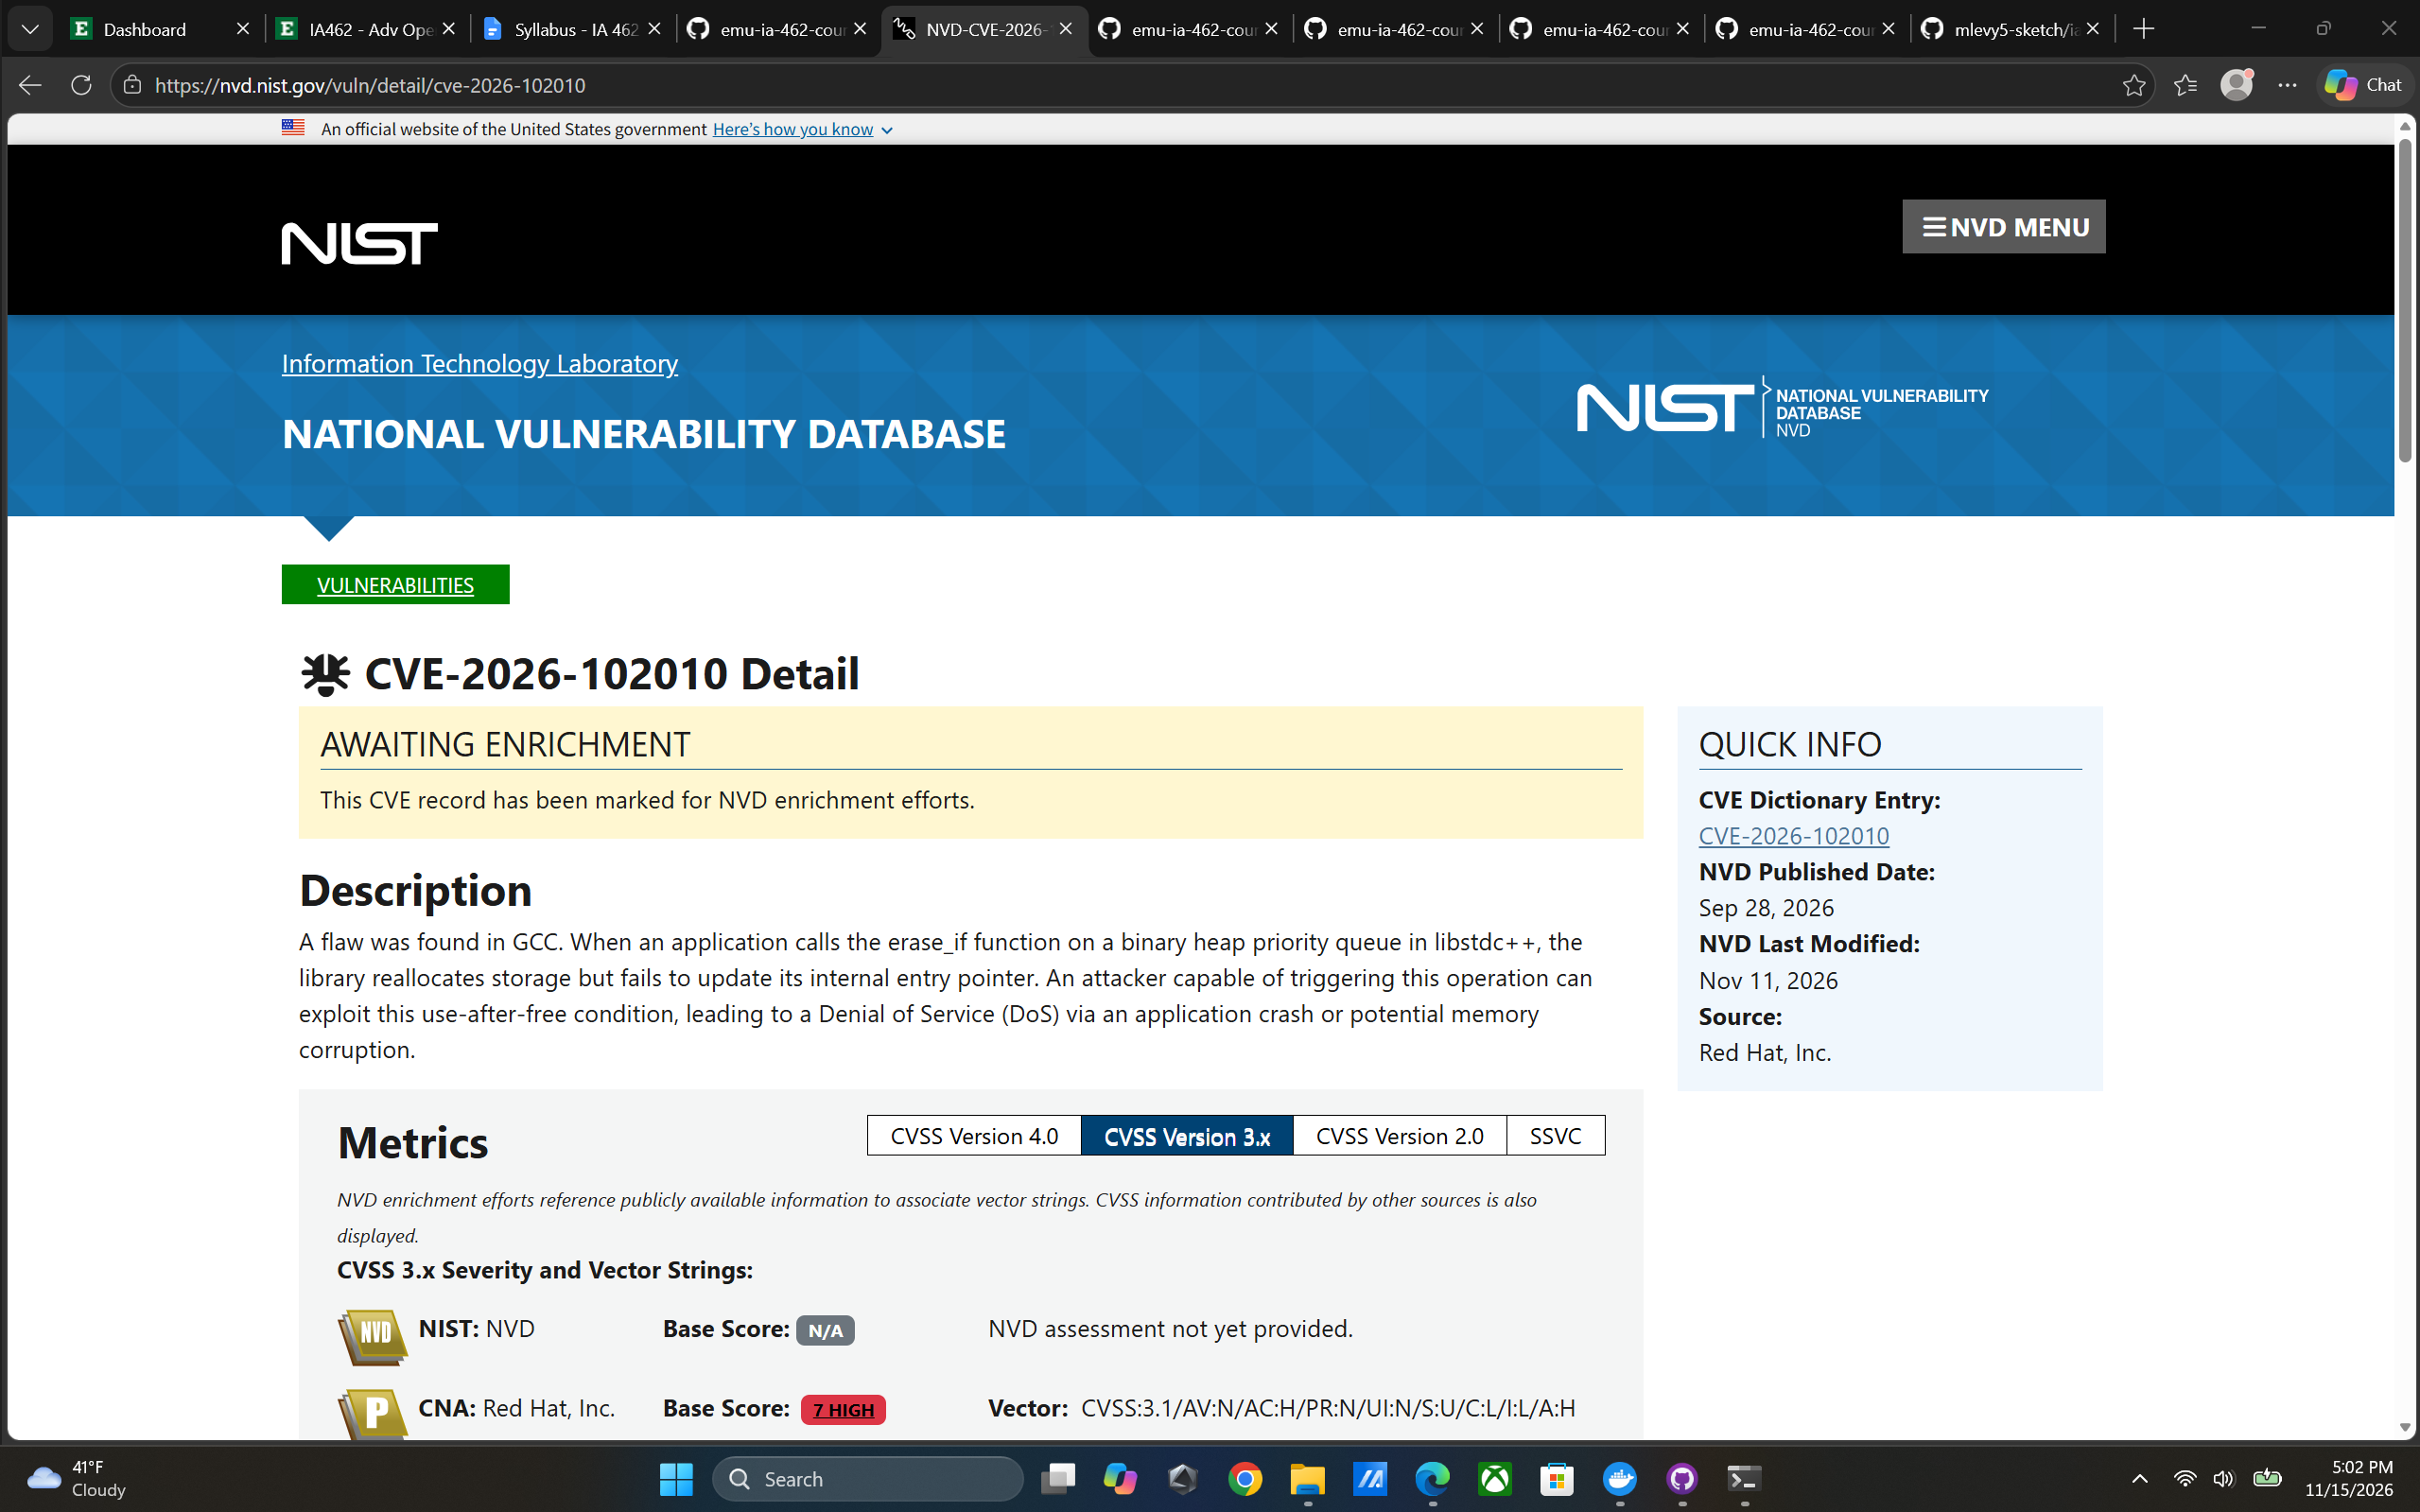 Dashboard
IA462 - Adv Ope
Syllabus - IA 462
emu-ia-462-cour
NVD-CVE-2026-
emu-ia-462-cour
emu-ia-462-cour
emu-ia-462-cour
emu-ia-462-cour
mlevy5-sketch/ia
https://nvd.nist.gov/vuln/detail/cve-2026-102010
Chat
An official website of the United States government Here’s how you know
NIST
NVD MENU
Information Technology Laboratory
NATIONAL VULNERABILITY DATABASE
NIST
NATIONAL VULNERABILITY
DATABASE
NVD
VULNERABILITIES
CVE-2026-102010 Detail
AWAITING ENRICHMENT
This CVE record has been marked for NVD enrichment efforts.
QUICK INFO
CVE Dictionary Entry:
CVE-2026-102010
NVD Published Date:
Sep 28, 2026
NVD Last Modified:
Nov 11, 2026
Source:
Red Hat, Inc.
Description
A flaw was found in GCC. When an application calls the erase_if function on a binary heap priority queue in libstdc++, the
library reallocates storage but fails to update its internal entry pointer. An attacker capable of triggering this operation can
exploit this use-after-free condition, leading to a Denial of Service (DoS) via an application crash or potential memory
corruption.
Metrics
CVSS Version 4.0
CVSS Version 3.x
CVSS Version 2.0
SSVC
NVD enrichment efforts reference publicly available information to associate vector strings. CVSS information contributed by other sources is also
displayed.
CVSS 3.x Severity and Vector Strings:
NVD
NIST: NVD
Base Score: N/A
NVD assessment not yet provided.
P
CNA: Red Hat, Inc.
Base Score: 7 HIGH
Vector: CVSS:3.1/AV:N/AC:H/PR:N/UI:N/S:U/C:L/I:L/A:H
41°F
Cloudy
Search
5:02 PM
11/15/2026